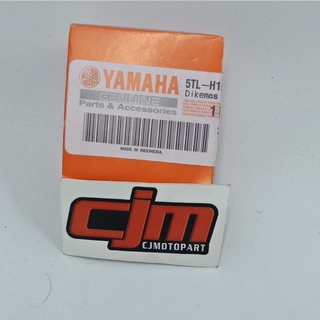 YAMAHA
GENUINE
Parts & Accessories
5TL-H1
Dikemas
1
MADE IN INDONESIA
cjm
CJMOTOPART